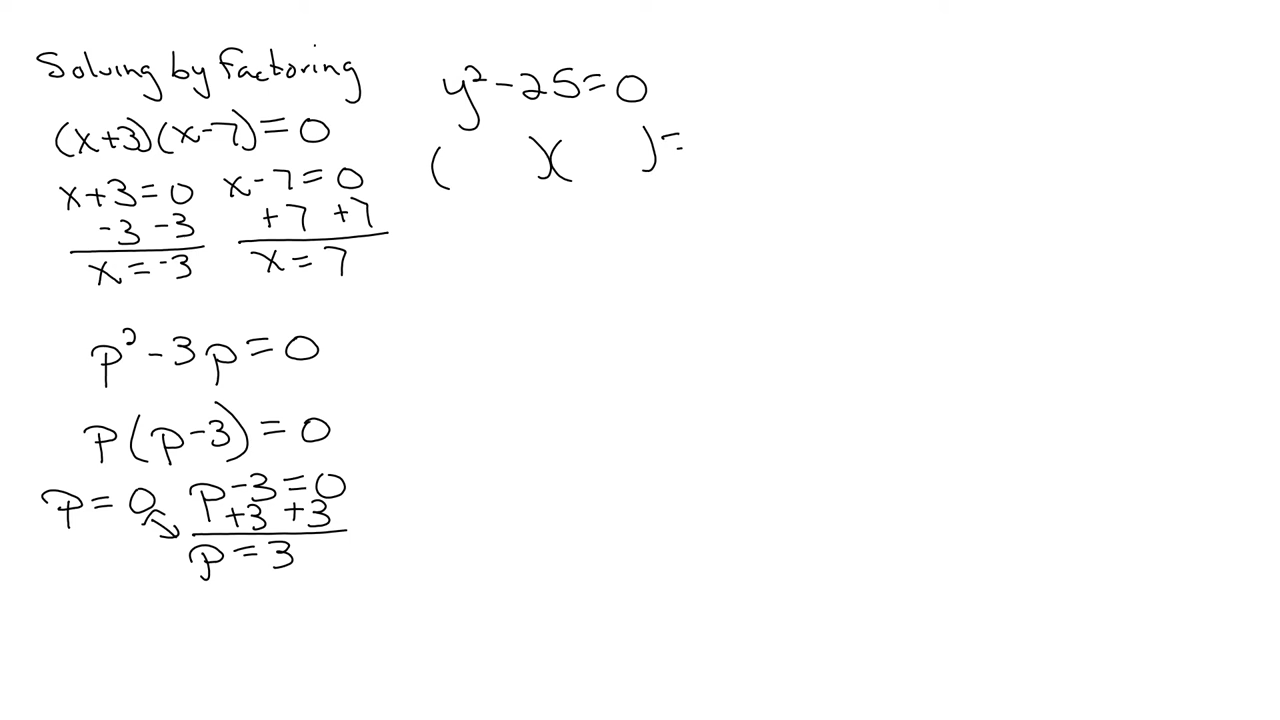 Solving by factoring
(x+3)(x-7)=0
x+3=0 x-7=0
-3 -3 +7 +7
x=-3 x=7
p²-3p=0
p(p-3)=0
p=0 p-3=0
+3 +3
p=3
y²-25=0
( )( )=